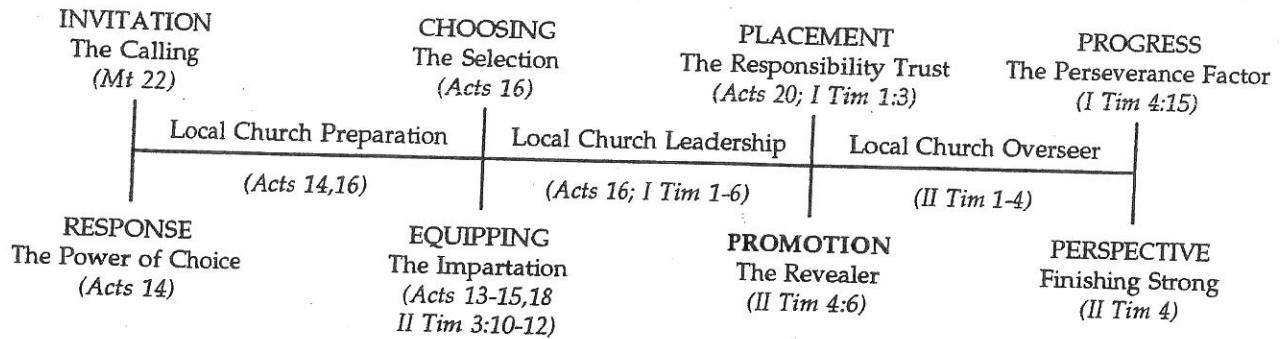 INVITATION
The Calling
(Mt 22)
CHOOSING
The Selection
(Acts 16)
PLACEMENT
The Responsibility Trust
(Acts 20; I Tim 1:3)
PROGRESS
The Perseverance Factor
(I Tim 4:15)
Local Church Preparation
Local Church Leadership
Local Church Overseer
(Acts 14,16)
(Acts 16; I Tim 1-6)
(II Tim 1-4)
RESPONSE
The Power of Choice
(Acts 14)
EQUIPPING
The Impartation
(Acts 13-15,18
II Tim 3:10-12)
PROMOTION
The Revealer
(II Tim 4:6)
PERSPECTIVE
Finishing Strong
(II Tim 4)